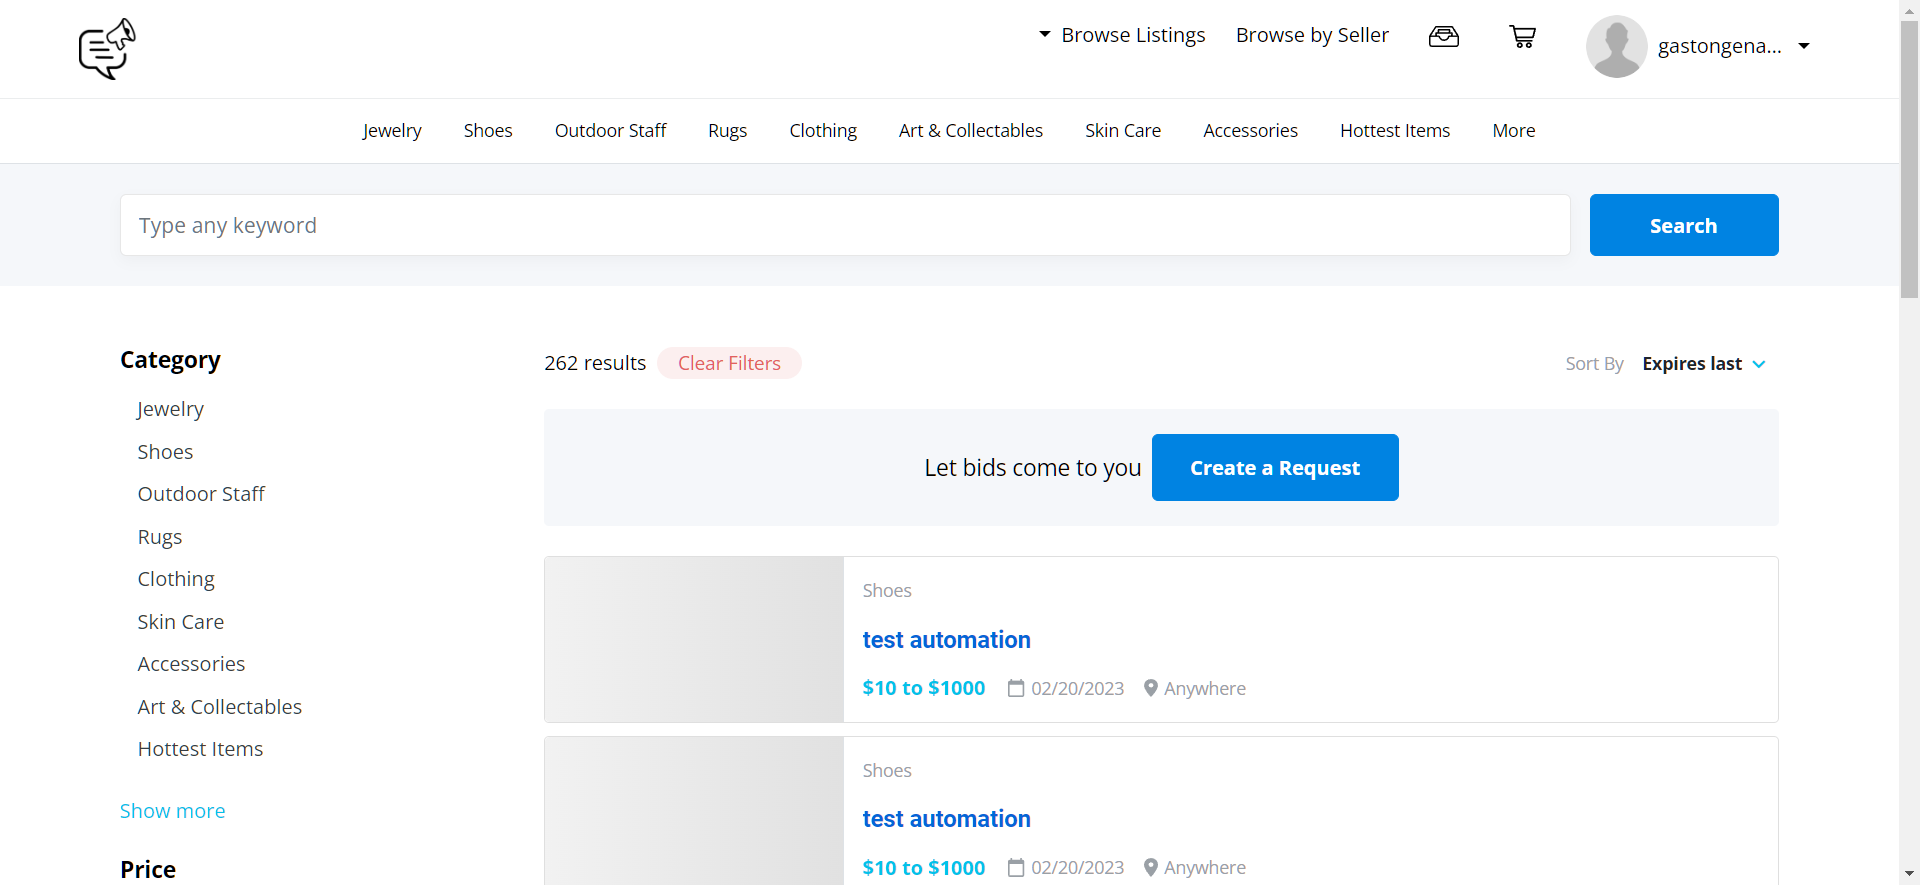 Browse Listings Browse by Seller gastongena...
Jewelry Shoes Outdoor Staff Rugs Clothing Art & Collectables Skin Care Accessories Hottest Items More
Type any keyword Search
Category
Jewelry
Shoes
Outdoor Staff
Rugs
Clothing
Skin Care
Accessories
Art & Collectables
Hottest Items
Show more
Price
262 results Clear Filters Sort By Expires last
Let bids come to you Create a Request
Shoes
test automation
$10 to $1000 02/20/2023 Anywhere
Shoes
test automation
$10 to $1000 02/20/2023 Anywhere